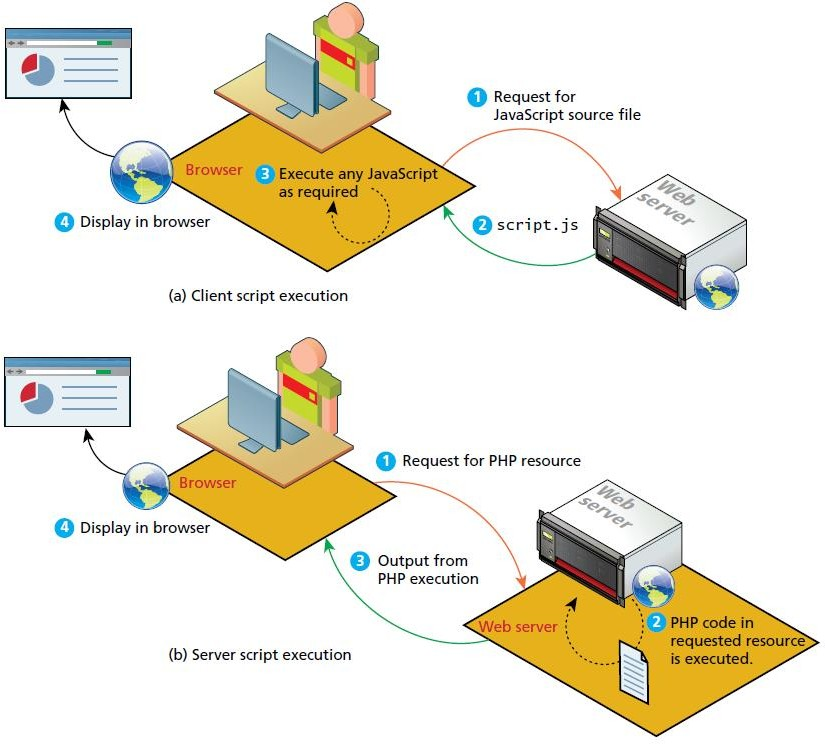 1 Request for
JavaScript source file
Web
server
Browser
3 Execute any JavaScript
as required
2 script.js
4 Display in browser
(a) Client script execution
1 Request for PHP resource
Browser
Web
server
4 Display in browser
3 Output from
PHP execution
Web server
2 PHP code in
requested resource
is executed.
(b) Server script execution